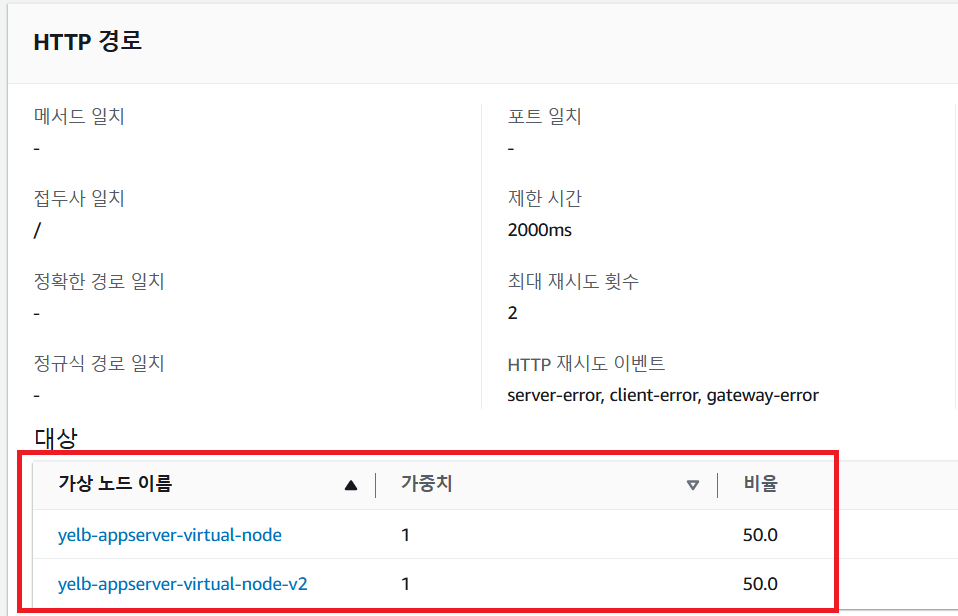 HTTP 경로
메서드 일치
-
접두사 일치
/
정확한 경로 일치
-
정규식 경로 일치
-
포트 일치
-
제한 시간
2000ms
최대 재시도 횟수
2
HTTP 재시도 이벤트
server-error, client-error, gateway-error
대상
가상 노드 이름 ▲ 가중치 ▽ 비율
yelb-appserver-virtual-node 1 50.0
yelb-appserver-virtual-node-v2 1 50.0